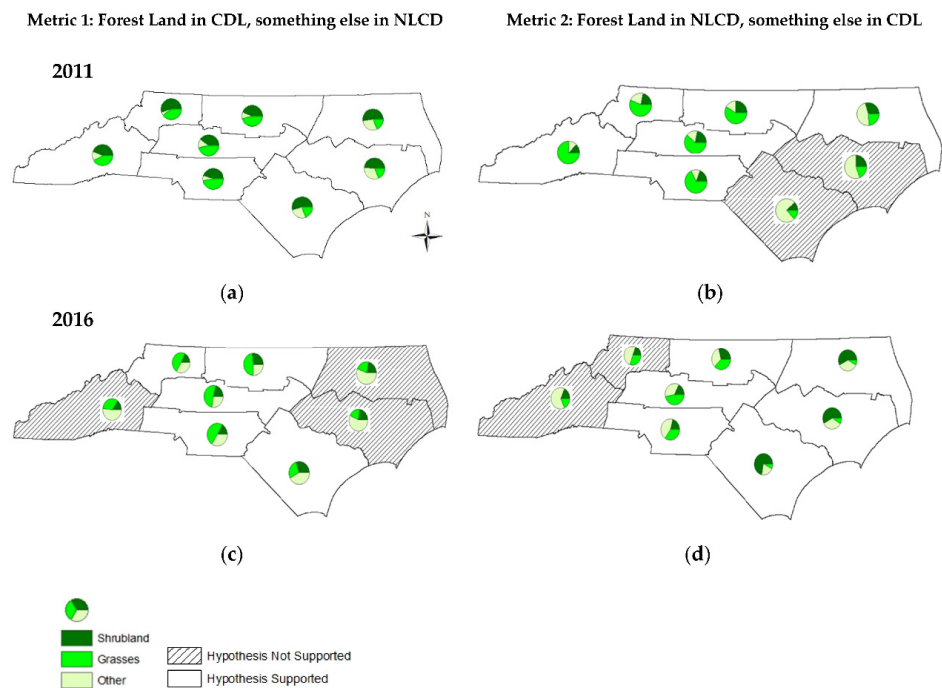 Metric 1: Forest Land in CDL, something else in NLCD
Metric 2: Forest Land in NLCD, something else in CDL
2011
N
(a)
(b)
2016
(c)
(d)
Shrubland
Grasses
Other
Hypothesis Not Supported
Hypothesis Supported